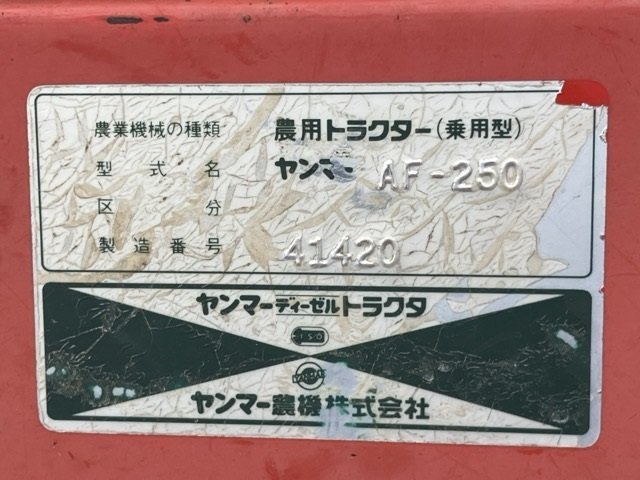 農業機械の種類 農用トラクター(乗用型)
型式名 ヤンマー AF-250
区分
製造番号 41420
ヤンマーディーゼルトラクタ
ヤンマー農機株式会社